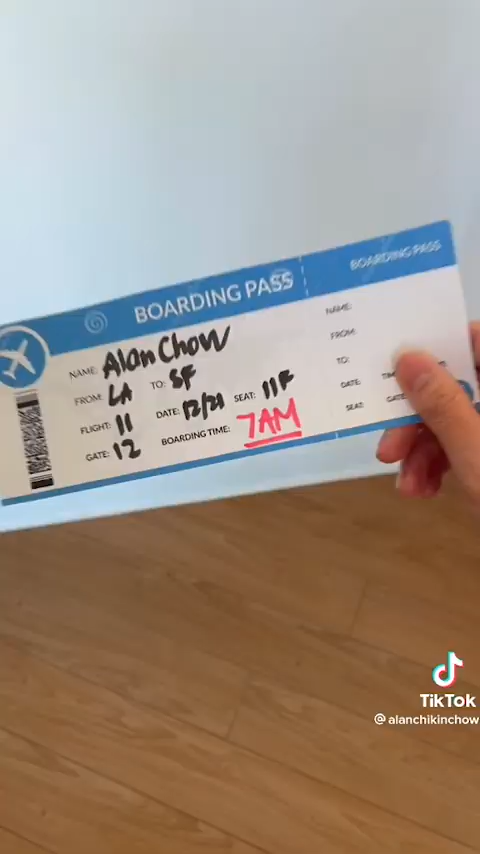 BOARDING PASS
NAME: Alan Chow
FROM: LA TO: SF
FLIGHT: 11 DATE: 12/21 SEAT: 11F
GATE: 12 BOARDING TIME: 7AM
BOARDING PASS
NAME:
FROM:
TO:
DATE:
SEAT: GATE:
TikTok
@alanchikinchow